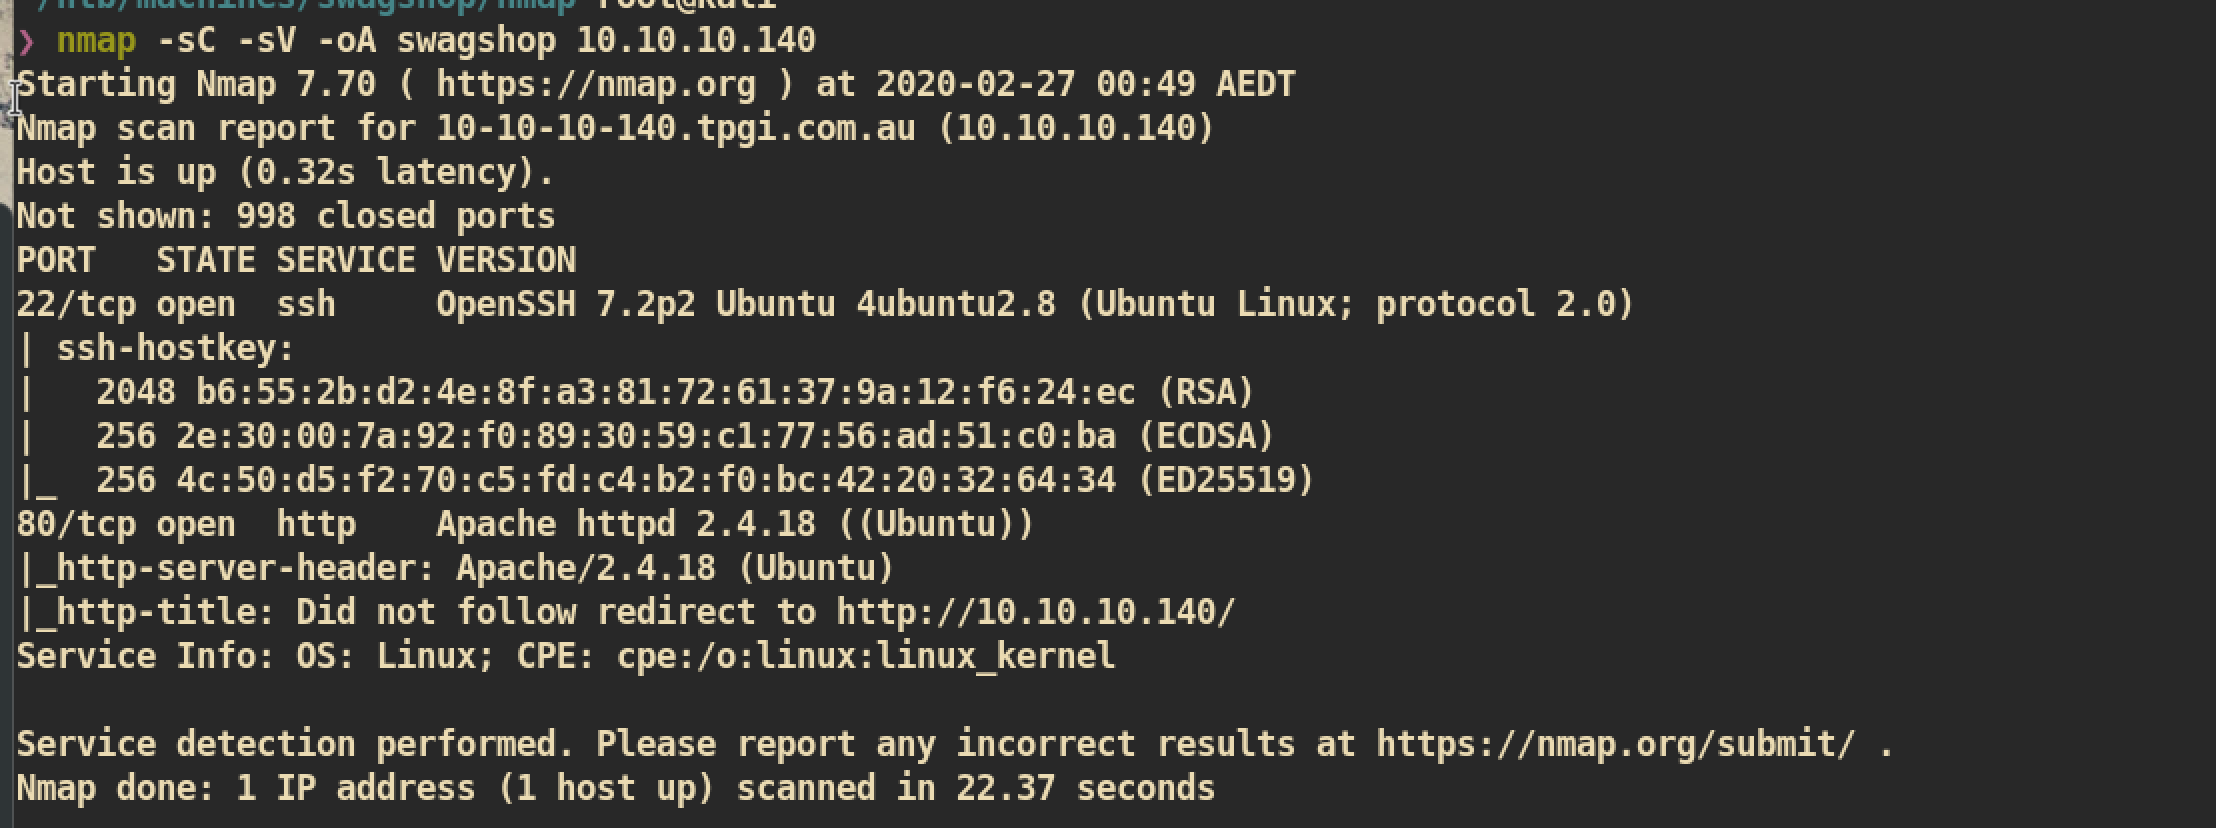 /htb/machines/swagshop/nmap root@kali
❯ nmap -sC -sV -oA swagshop 10.10.10.140
Starting Nmap 7.70 ( https://nmap.org ) at 2020-02-27 00:49 AEDT
Nmap scan report for 10-10-10-140.tpgi.com.au (10.10.10.140)
Host is up (0.32s latency).
Not shown: 998 closed ports
PORT   STATE SERVICE VERSION
22/tcp open  ssh     OpenSSH 7.2p2 Ubuntu 4ubuntu2.8 (Ubuntu Linux; protocol 2.0)
| ssh-hostkey:
|   2048 b6:55:2b:d2:4e:8f:a3:81:72:61:37:9a:12:f6:24:ec (RSA)
|   256 2e:30:00:7a:92:f0:89:30:59:c1:77:56:ad:51:c0:ba (ECDSA)
|_  256 4c:50:d5:f2:70:c5:fd:c4:b2:f0:bc:42:20:32:64:34 (ED25519)
80/tcp open  http    Apache httpd 2.4.18 ((Ubuntu))
|_http-server-header: Apache/2.4.18 (Ubuntu)
|_http-title: Did not follow redirect to http://10.10.10.140/
Service Info: OS: Linux; CPE: cpe:/o:linux:linux_kernel
Service detection performed. Please report any incorrect results at https://nmap.org/submit/ .
Nmap done: 1 IP address (1 host up) scanned in 22.37 seconds